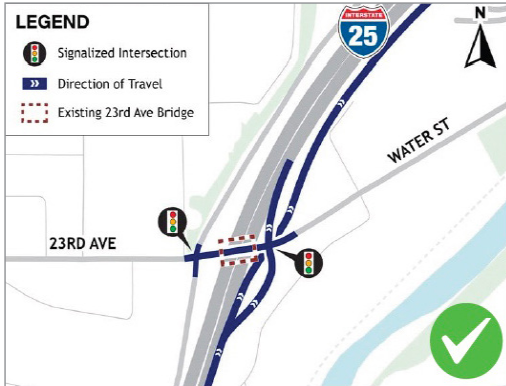 LEGEND
Signalized Intersection
Direction of Travel
Existing 23rd Ave Bridge
INTERSTATE
25
N
WATER ST
23RD AVE